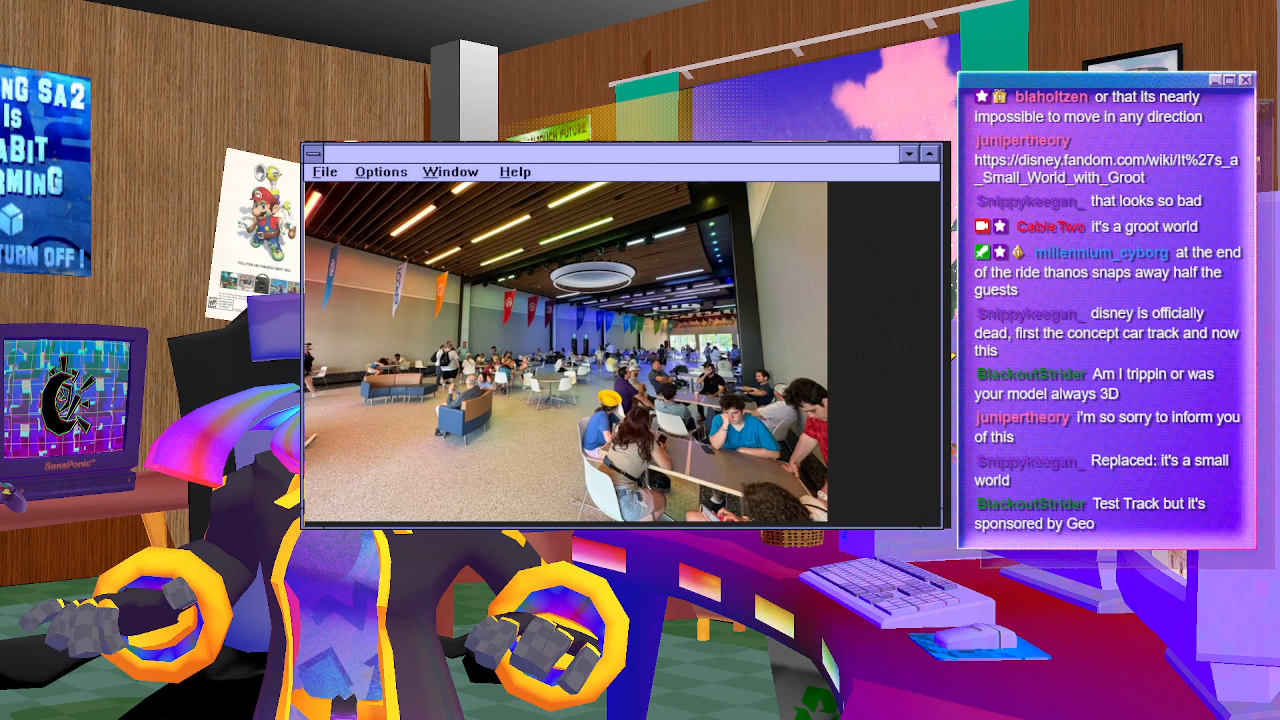 NG SA2
IS
ABIT
RMING
TURN OFF!
File Options Window Help
blaholtzen or that its nearly
impossible to move in any direction
junipertheory
https://disney.fandom.com/wiki/It%27s_a
_Small_World_with_Groot
Snippykeegan_ that looks so bad
CableTwo it's a groot world
millennium_cyborg at the end
of the ride thanos snaps away half the
guests
Snippykeegan_ disney is officially
dead, first the concept car track and now
this
BlackoutStrider Am I trippin or was
your model always 3D
junipertheory I'm so sorry to inform you
of this
Snippykeegan_ Replaced: it's a small
world
BlackoutStrider Test Track but it's
sponsored by Geo
SanaPonic™